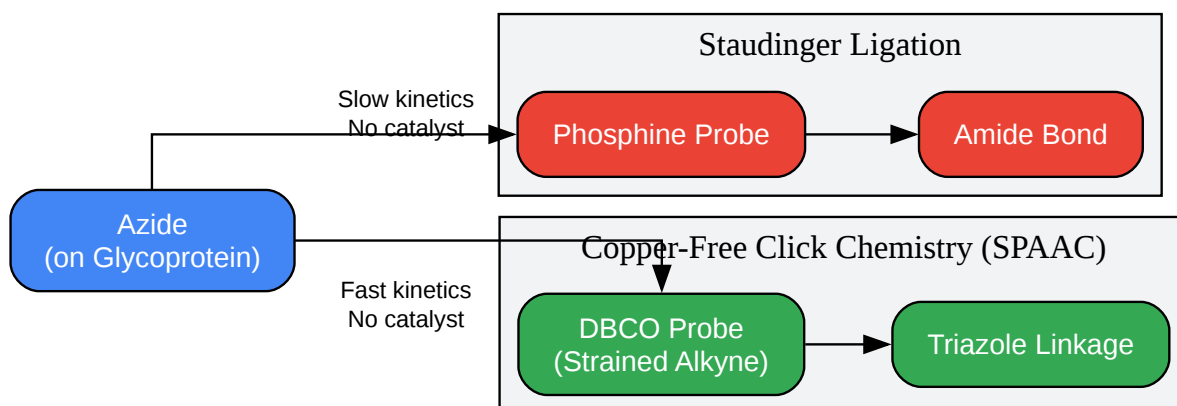 Staudinger Ligation
Slow kinetics
No catalyst
Phosphine Probe
Amide Bond
Azide
(on Glycoprotein)
Copper-Free Click Chemistry (SPAAC)
Fast kinetics
No catalyst
DBCO Probe
(Strained Alkyne)
Triazole Linkage